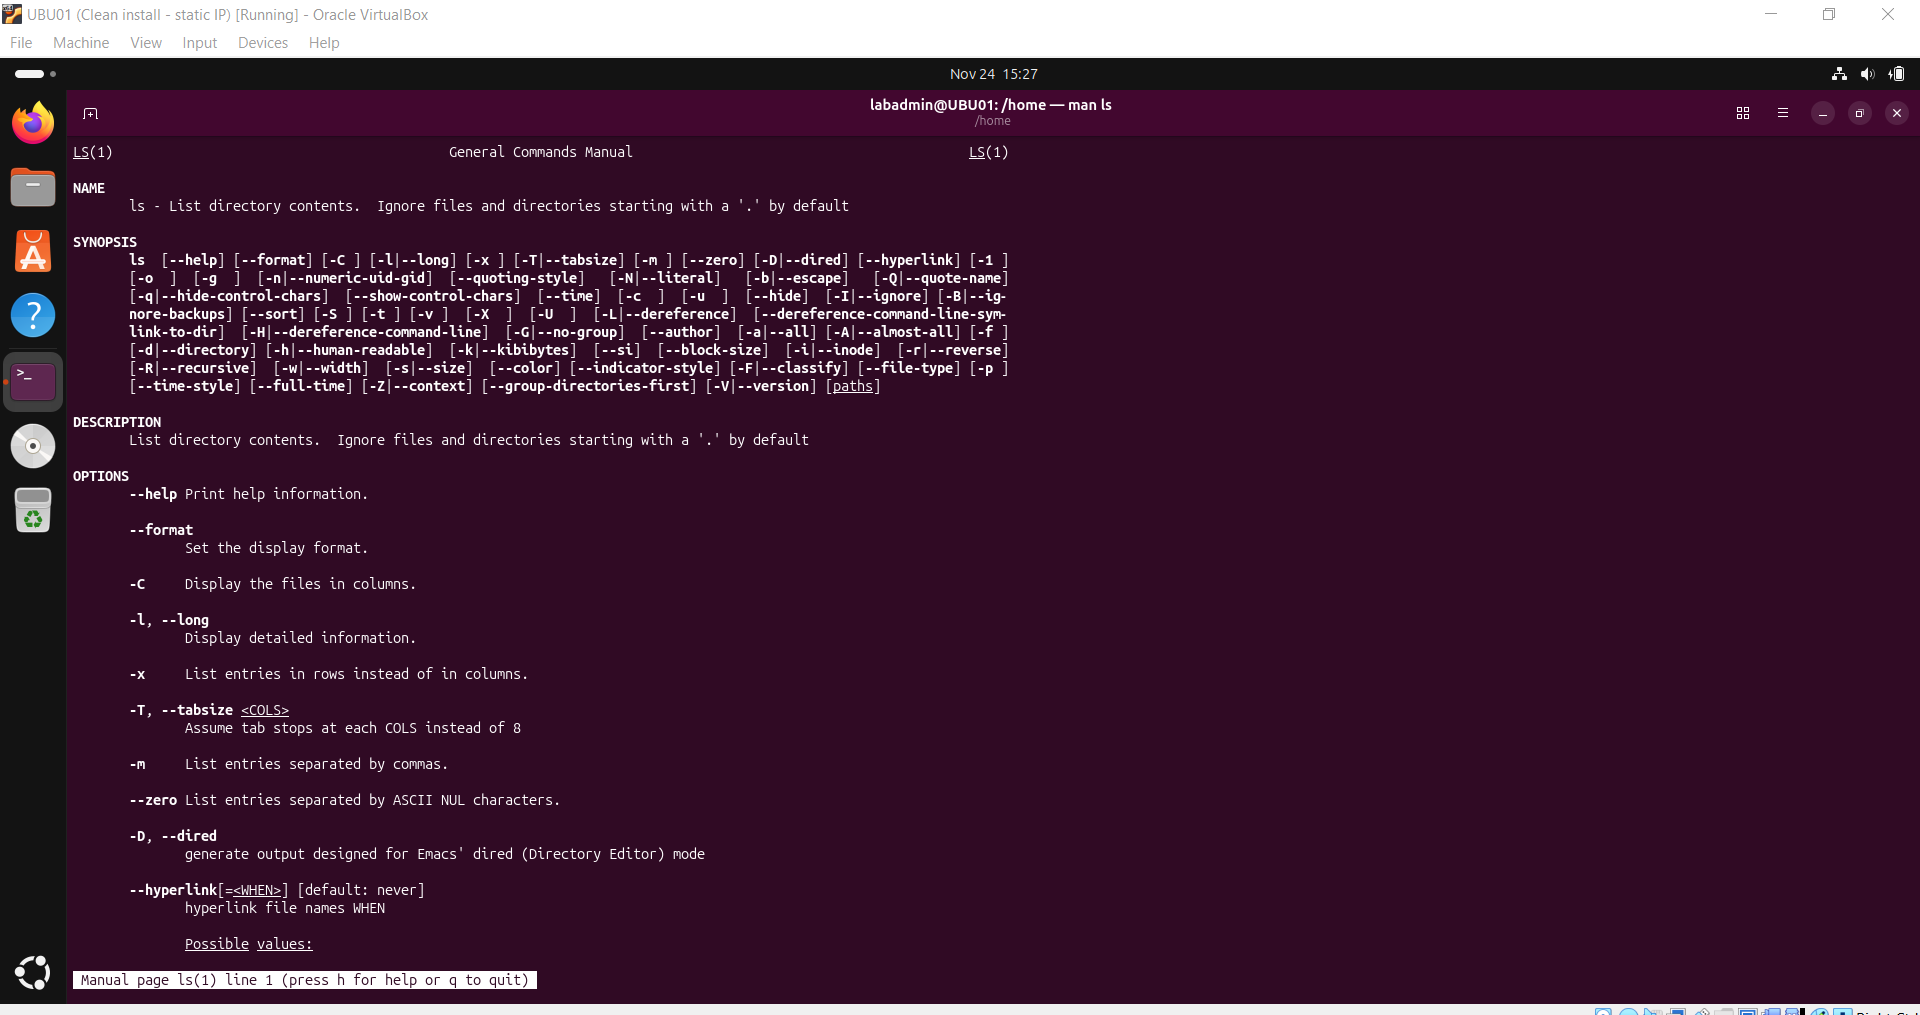 UBU01 (Clean install - static IP) [Running] - Oracle VirtualBox
File Machine View Input Devices Help
Nov 24 15:27
labadmin@UBU01: /home — man ls
/home
LS(1) General Commands Manual LS(1)
NAME
ls - List directory contents. Ignore files and directories starting with a '.' by default
SYNOPSIS
ls [--help] [--format] [-C ] [-l|--long] [-x ] [-T|--tabsize] [-m ] [--zero] [-D|--dired] [--hyperlink] [-1 ]
[-o ] [-g ] [-n|--numeric-uid-gid] [--quoting-style] [-N|--literal] [-b|--escape] [-Q|--quote-name]
[-q|--hide-control-chars] [--show-control-chars] [--time] [-c ] [-u ] [--hide] [-I|--ignore] [-B|--ig-
nore-backups] [--sort] [-S ] [-t ] [-v ] [-X ] [-U ] [-L|--dereference] [--dereference-command-line-sym-
link-to-dir] [-H|--dereference-command-line] [-G|--no-group] [--author] [-a|--all] [-A|--almost-all] [-f ]
[-d|--directory] [-h|--human-readable] [-k|--kibibytes] [--si] [--block-size] [-i|--inode] [-r|--reverse]
[-R|--recursive] [-w|--width] [-s|--size] [--color] [--indicator-style] [-F|--classify] [--file-type] [-p ]
[--time-style] [--full-time] [-Z|--context] [--group-directories-first] [-V|--version] [paths]
DESCRIPTION
List directory contents. Ignore files and directories starting with a '.' by default
OPTIONS
--help Print help information.
--format
Set the display format.
-C Display the files in columns.
-l, --long
Display detailed information.
-x List entries in rows instead of in columns.
-T, --tabsize <COLS>
Assume tab stops at each COLS instead of 8
-m List entries separated by commas.
--zero List entries separated by ASCII NUL characters.
-D, --dired
generate output designed for Emacs' dired (Directory Editor) mode
--hyperlink[=<WHEN>] [default: never]
hyperlink file names WHEN
Possible values:
Manual page ls(1) line 1 (press h for help or q to quit)